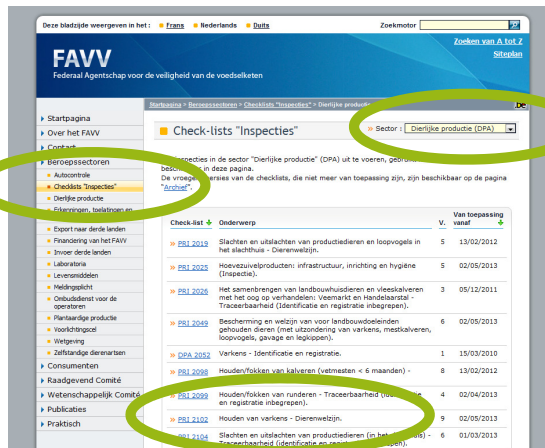 Deze bladzijde weergeven in het : Frans Nederlands Duits
Zoekmotor
Zoeken van A tot Z
Siteplan
FAVV
Federaal Agentschap voor de veiligheid van de voedselketen
Startpagina > Beroepssectoren > Checklists "Inspecties" > Dierlijke
.be
Startpagina
Over het FAVV
Contact
Beroepssectoren
Autocontrole
Checklists "Inspecties"
Dierlijke productie
Erkenningen, toelatingen en
Export naar derde landen
Financering van het FAVV
Invoer derde landen
Laboratoria
Levensmiddelen
Meldingsplicht
Ombudsdienst voor de
operatoren
Plantaardige productie
Voorlichtingscel
Wetgeving
Zelfstandige dierenartsen
Consumenten
Raadgevend Comité
Wetenschappelijk Comité
Publicaties
Praktisch
Check-lists "Inspecties"
» Sector : Dierlijke productie (DPA)
inspecties in de sector "Dierlijke productie" (DPA) uit te voeren,
in deze pagina.
De versies van de checklists, die niet meer van toepassing zijn, zijn beschikbaar op de pagina
"Archief".
Check-list Onderwerp V. Van toepassing
vanaf
» PRI 2019 Slachten en uitslachten van productiedieren en loopvogels in
het slachthuis - Dierenwelzijn. 5 13/02/2012
» PRI 2025 Hoevezuivelproducten: infrastructuur, inrichting en hygiëne
(Inspectie). 5 02/05/2013
» PRI 2026 Het samenbrengen van landbouwhuisdieren en vleeskalveren
met het oog op verhandelen: Veemarkt en Handelaarstal -
Traceerbaarheid (Identificatie en registratie inbegrepen). 3 05/12/2011
» PRI 2049 Bescherming en welzijn van voor landbouwdoeleinden
gehouden dieren (met uitzondering van varkens, mestkalveren,
loopvogels, gavage en legkippen). 6 02/05/2013
» DPA 2052 Varkens - Identificatie en registratie. 1 15/03/2010
» PRI 2098 Houden/fokken van kalveren (vetmesten < 6 maanden) - 8 13/02/2012
» PRI 2099 Houden/fokken van runderen - Traceerbaarheid
en registratie inbegrepen). 4 02/04/2013
» PRI 2102 Houden van varkens - Dierenwelzijn. 9 02/05/2013
PRI 2104 Slachten en uitslachten van productiedieren (in het -
Traceerbaarheid (identificatie en 6 01/03/2013